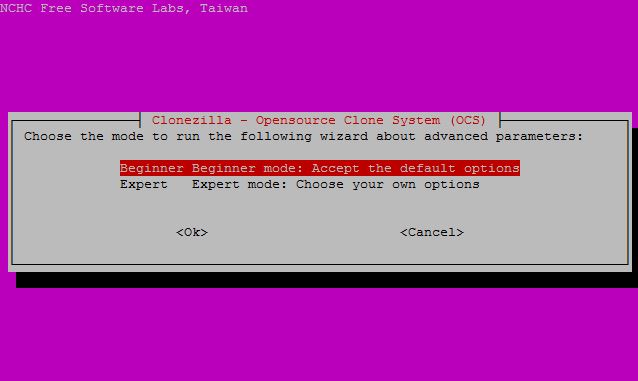 NCHC Free Software Labs, Taiwan
Clonezilla - Opensource Clone System (OCS)
Choose the mode to run the following wizard about advanced parameters:
Beginner Beginner mode: Accept the default options
Expert   Expert mode: Choose your own options
<Ok> <Cancel>